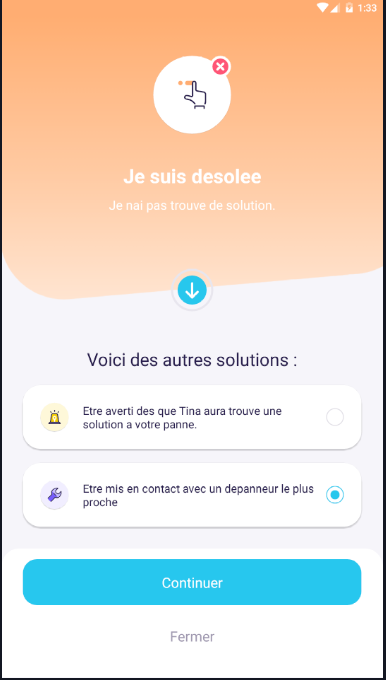 1:33
Je suis desolee
Je nai pas trouve de solution.
Voici des autres solutions :
Etre averti des que Tina aura trouve une
solution a votre panne.
Etre mis en contact avec un depanneur le plus
proche
Continuer
Fermer